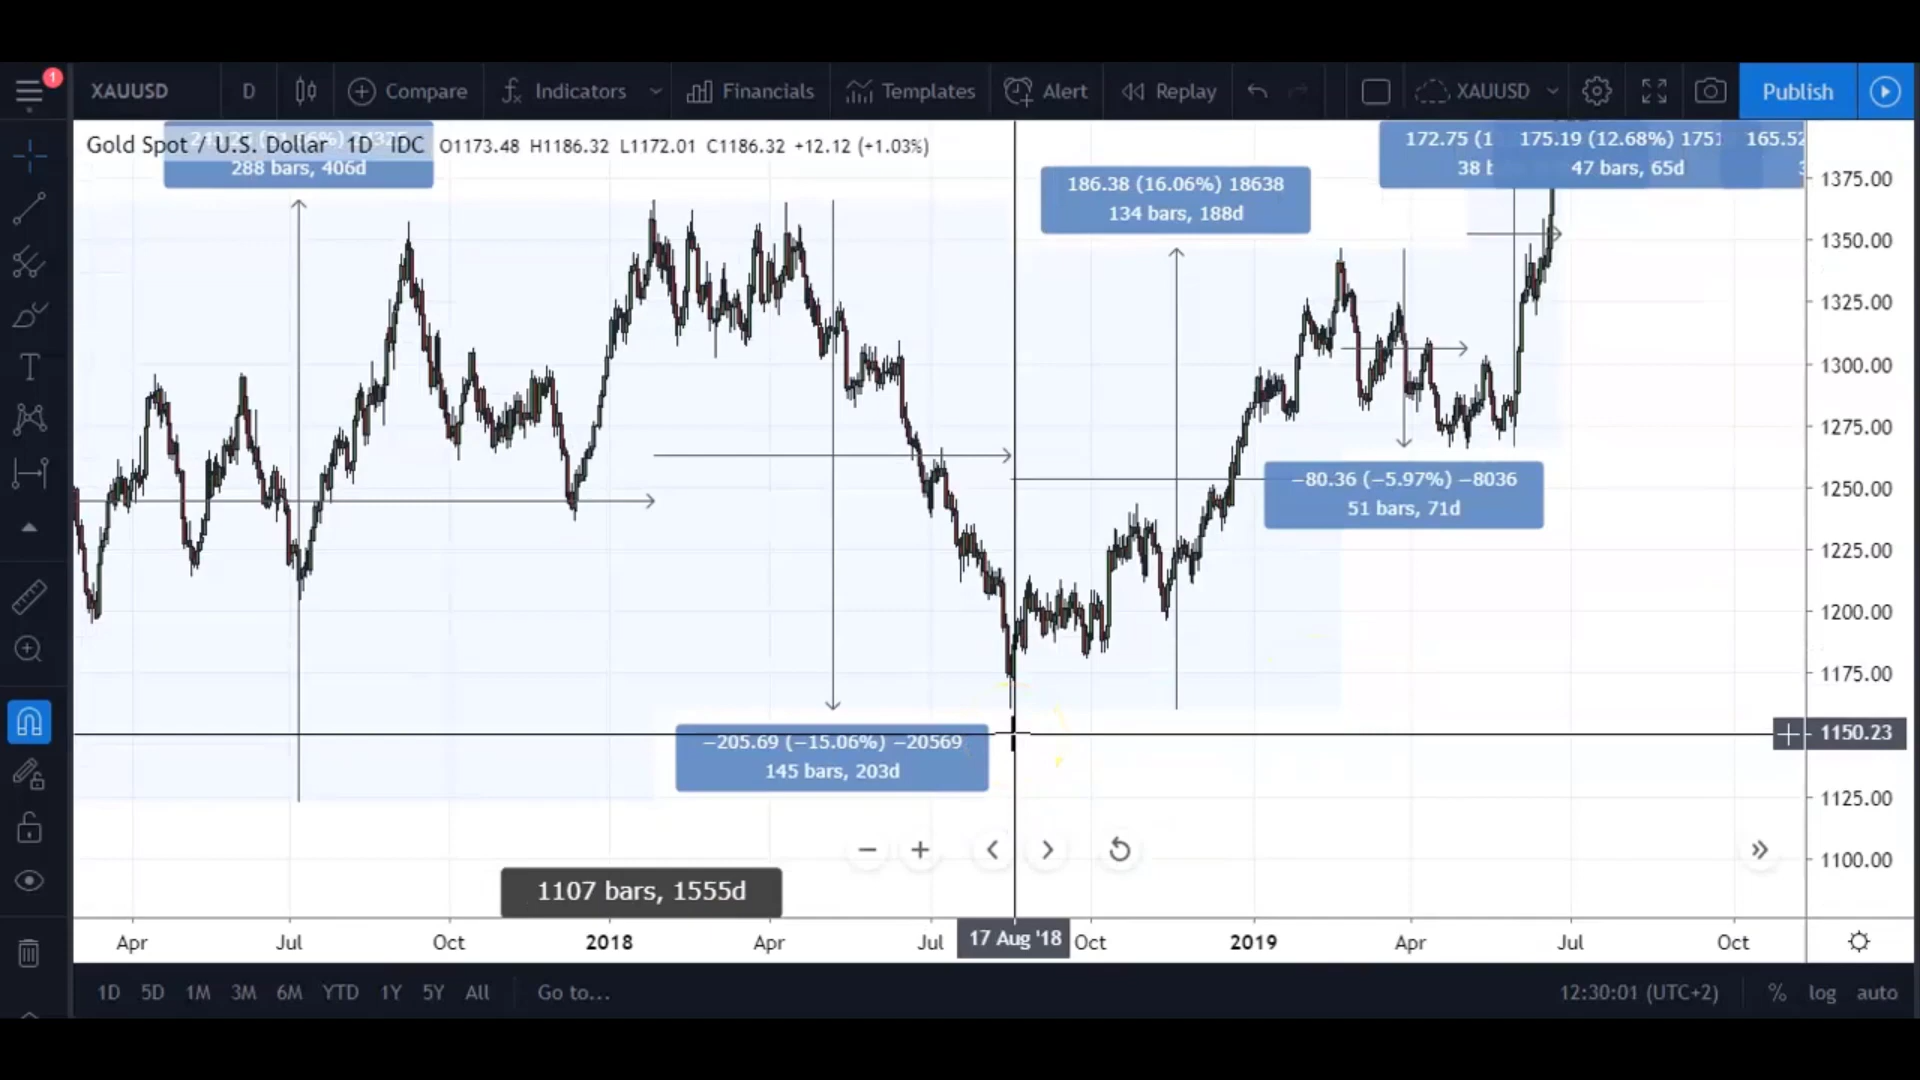 1
XAUUSD D Compare Indicators Financials Templates Alert Replay XAUUSD Publish
Gold Spot / U.S. Dollar 1D IDC O1173.48 H1186.32 L1172.01 C1186.32 +12.12 (+1.03%)
288 bars, 406d
186.38 (16.06%) 18638
134 bars, 188d
172.75 (1
38 b
175.19 (12.68%) 1751
47 bars, 65d
165.52
−80.36 (−5.97%) −8036
51 bars, 71d
−205.69 (−15.06%) −20569
145 bars, 203d
1107 bars, 1555d
1375.00
1350.00
1325.00
1300.00
1275.00
1250.00
1225.00
1200.00
1175.00
1150.23
1125.00
1100.00
Apr Jul Oct 2018 Apr Jul 17 Aug '18 Oct 2019 Apr Jul Oct
1D 5D 1M 3M 6M YTD 1Y 5Y All Go to... 12:30:01 (UTC+2) % log auto